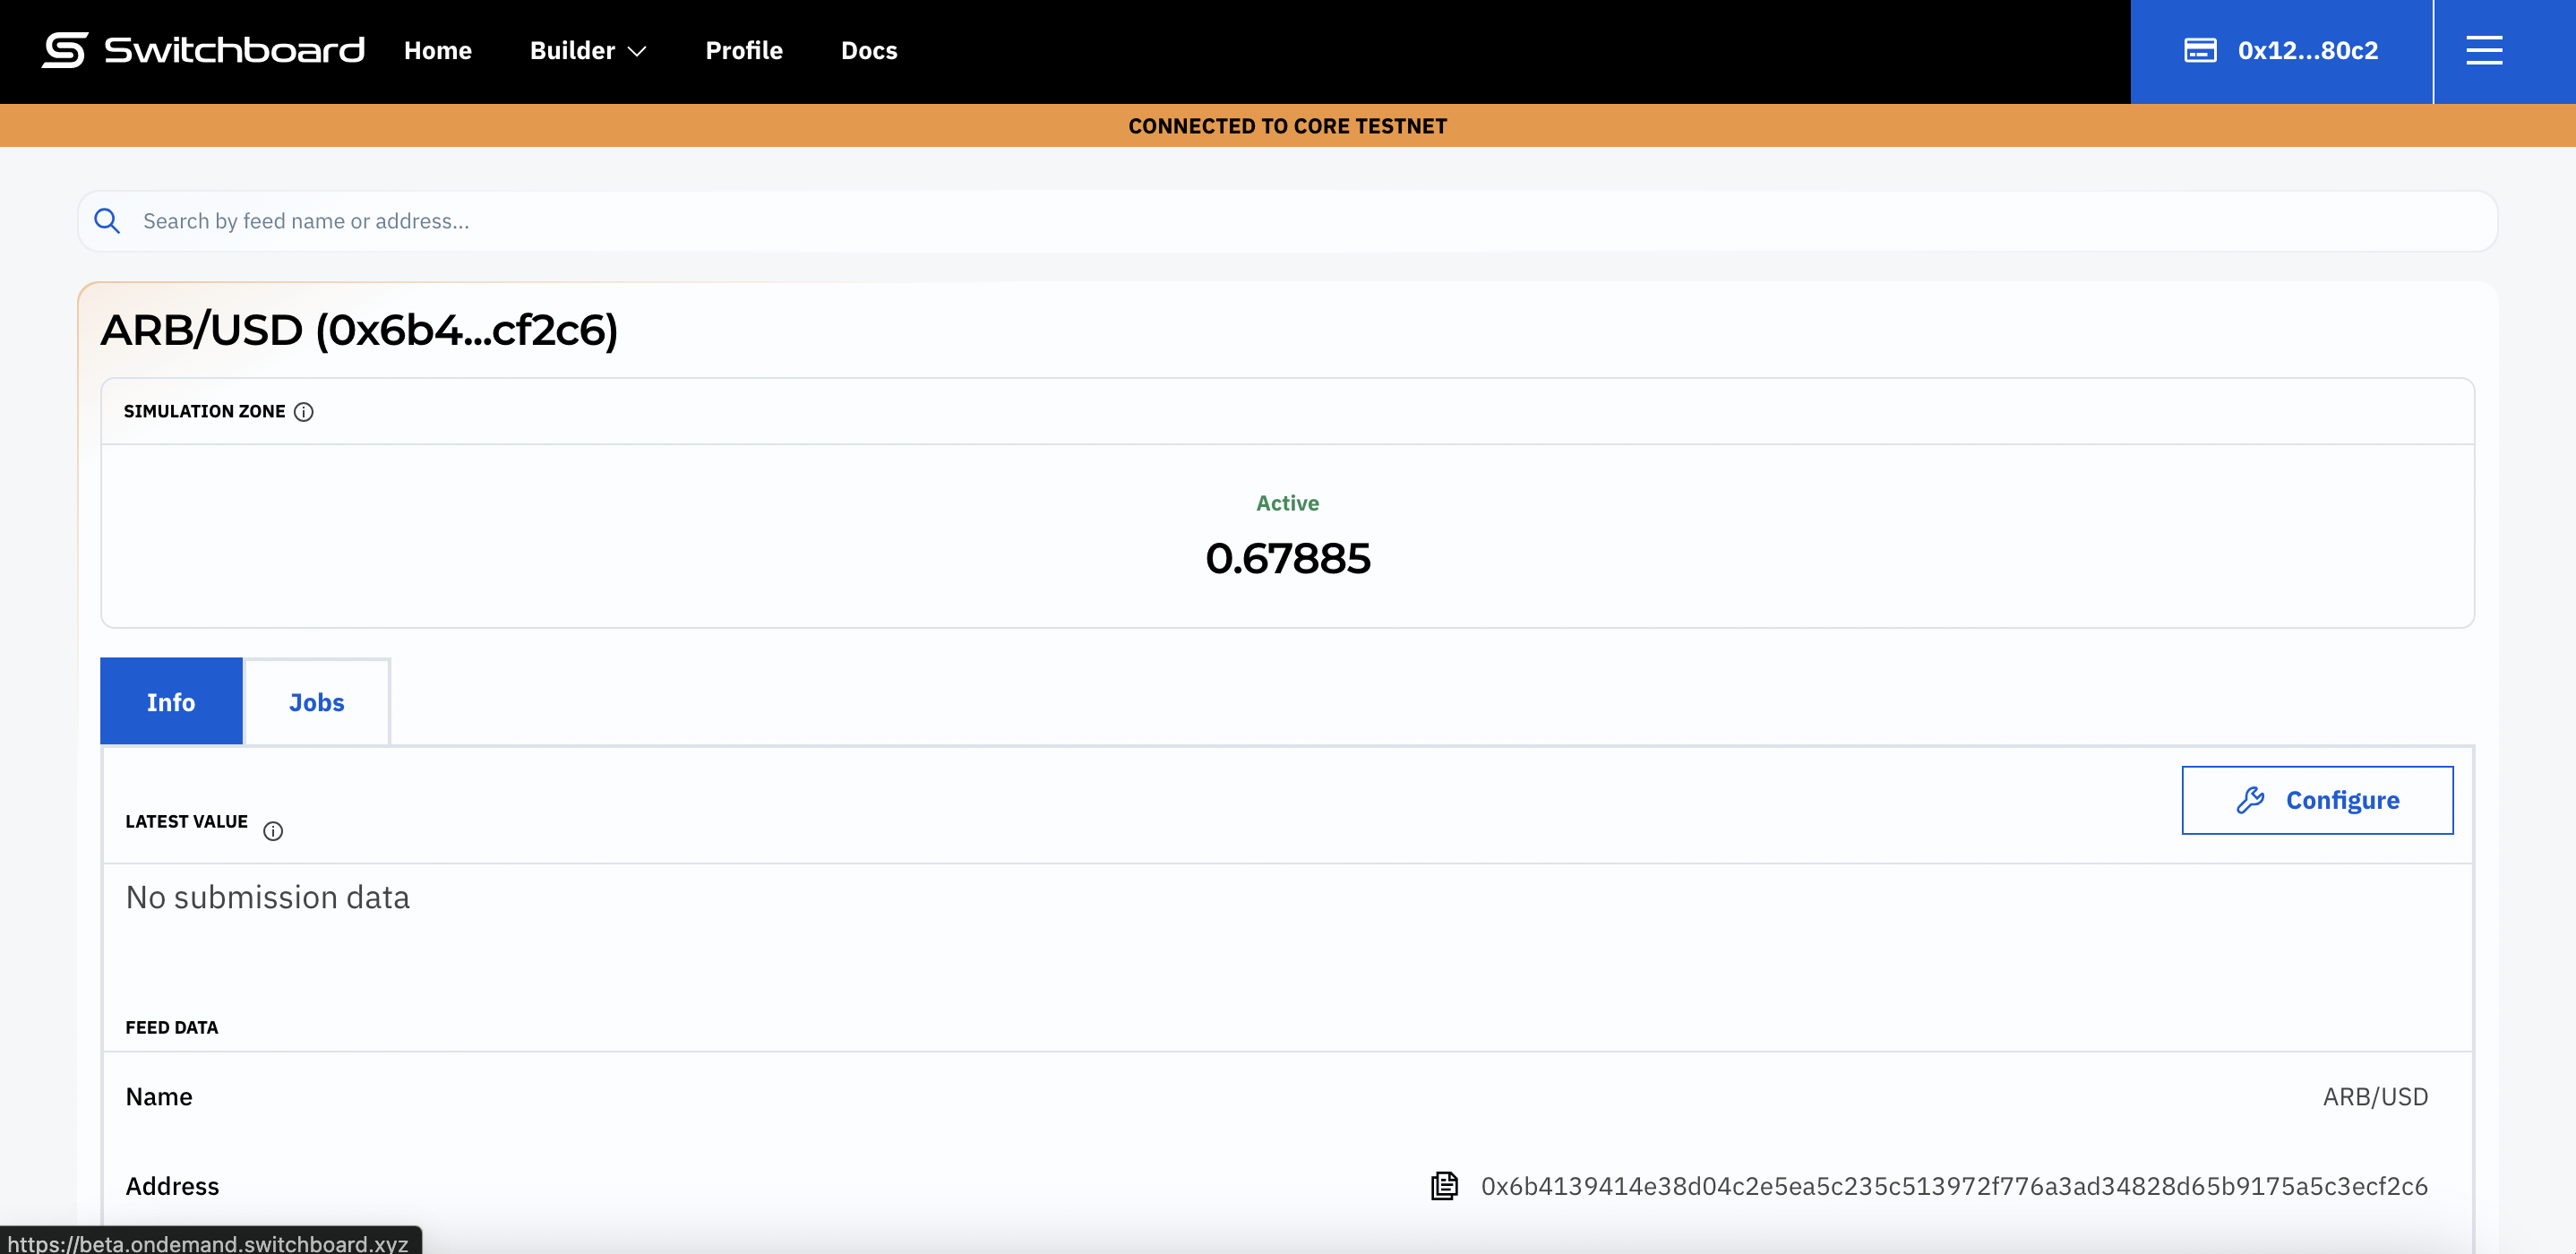 Switchboard Home Builder Profile Docs 0x12...80c2
CONNECTED TO CORE TESTNET
Search by feed name or address...
ARB/USD (0x6b4...cf2c6)
SIMULATION ZONE
Active
0.67885
Info Jobs
Configure
LATEST VALUE
No submission data
FEED DATA
Name ARB/USD
Address 0x6b4139414e38d04c2e5ea5c235c513972f776a3ad34828d65b9175a5c3ecf2c6
https://beta.ondemand.switchboard.xyz